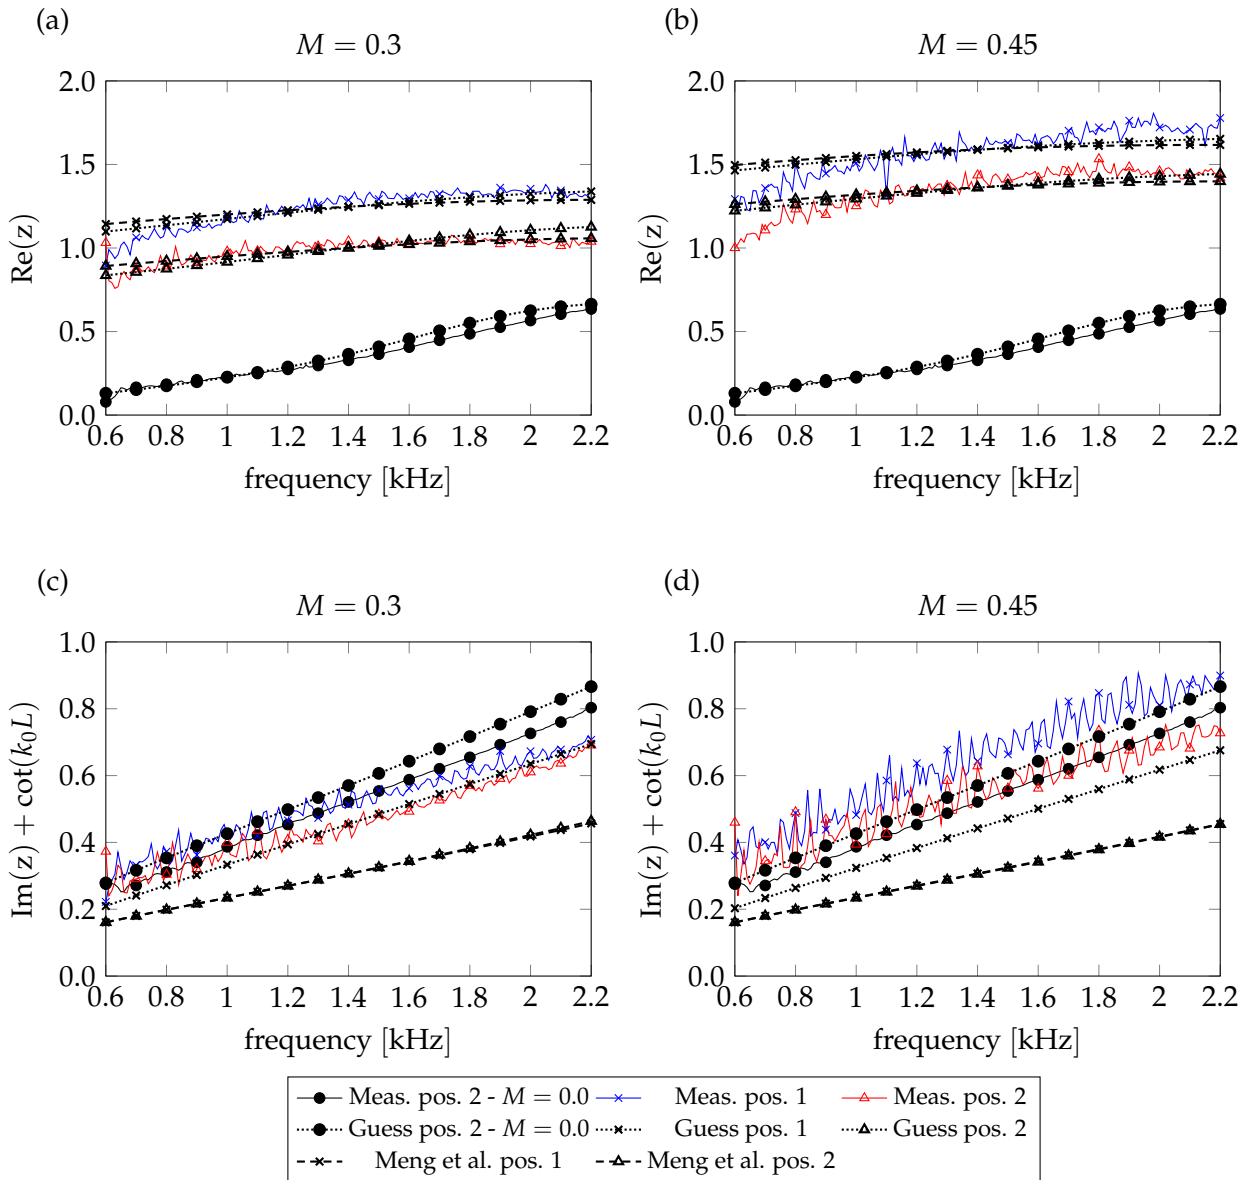 (a)
M = 0.3
2.0
1.5
1.0
0.5
0.0
Re(z)
0.6 0.8 1 1.2 1.4 1.6 1.8 2 2.2
frequency [kHz]
(b)
M = 0.45
2.0
1.5
1.0
0.5
0.0
Re(z)
0.6 0.8 1 1.2 1.4 1.6 1.8 2 2.2
frequency [kHz]
(c)
M = 0.3
1.0
0.8
0.6
0.4
0.2
0.0
Im(z) + cot(k₀L)
0.6 0.8 1 1.2 1.4 1.6 1.8 2 2.2
frequency [kHz]
(d)
M = 0.45
1.0
0.8
0.6
0.4
0.2
0.0
Im(z) + cot(k₀L)
0.6 0.8 1 1.2 1.4 1.6 1.8 2 2.2
frequency [kHz]
Meas. pos. 2 - M = 0.0 Meas. pos. 1 Meas. pos. 2
Guess pos. 2 - M = 0.0 Guess pos. 1 Guess pos. 2
Meng et al. pos. 1 Meng et al. pos. 2